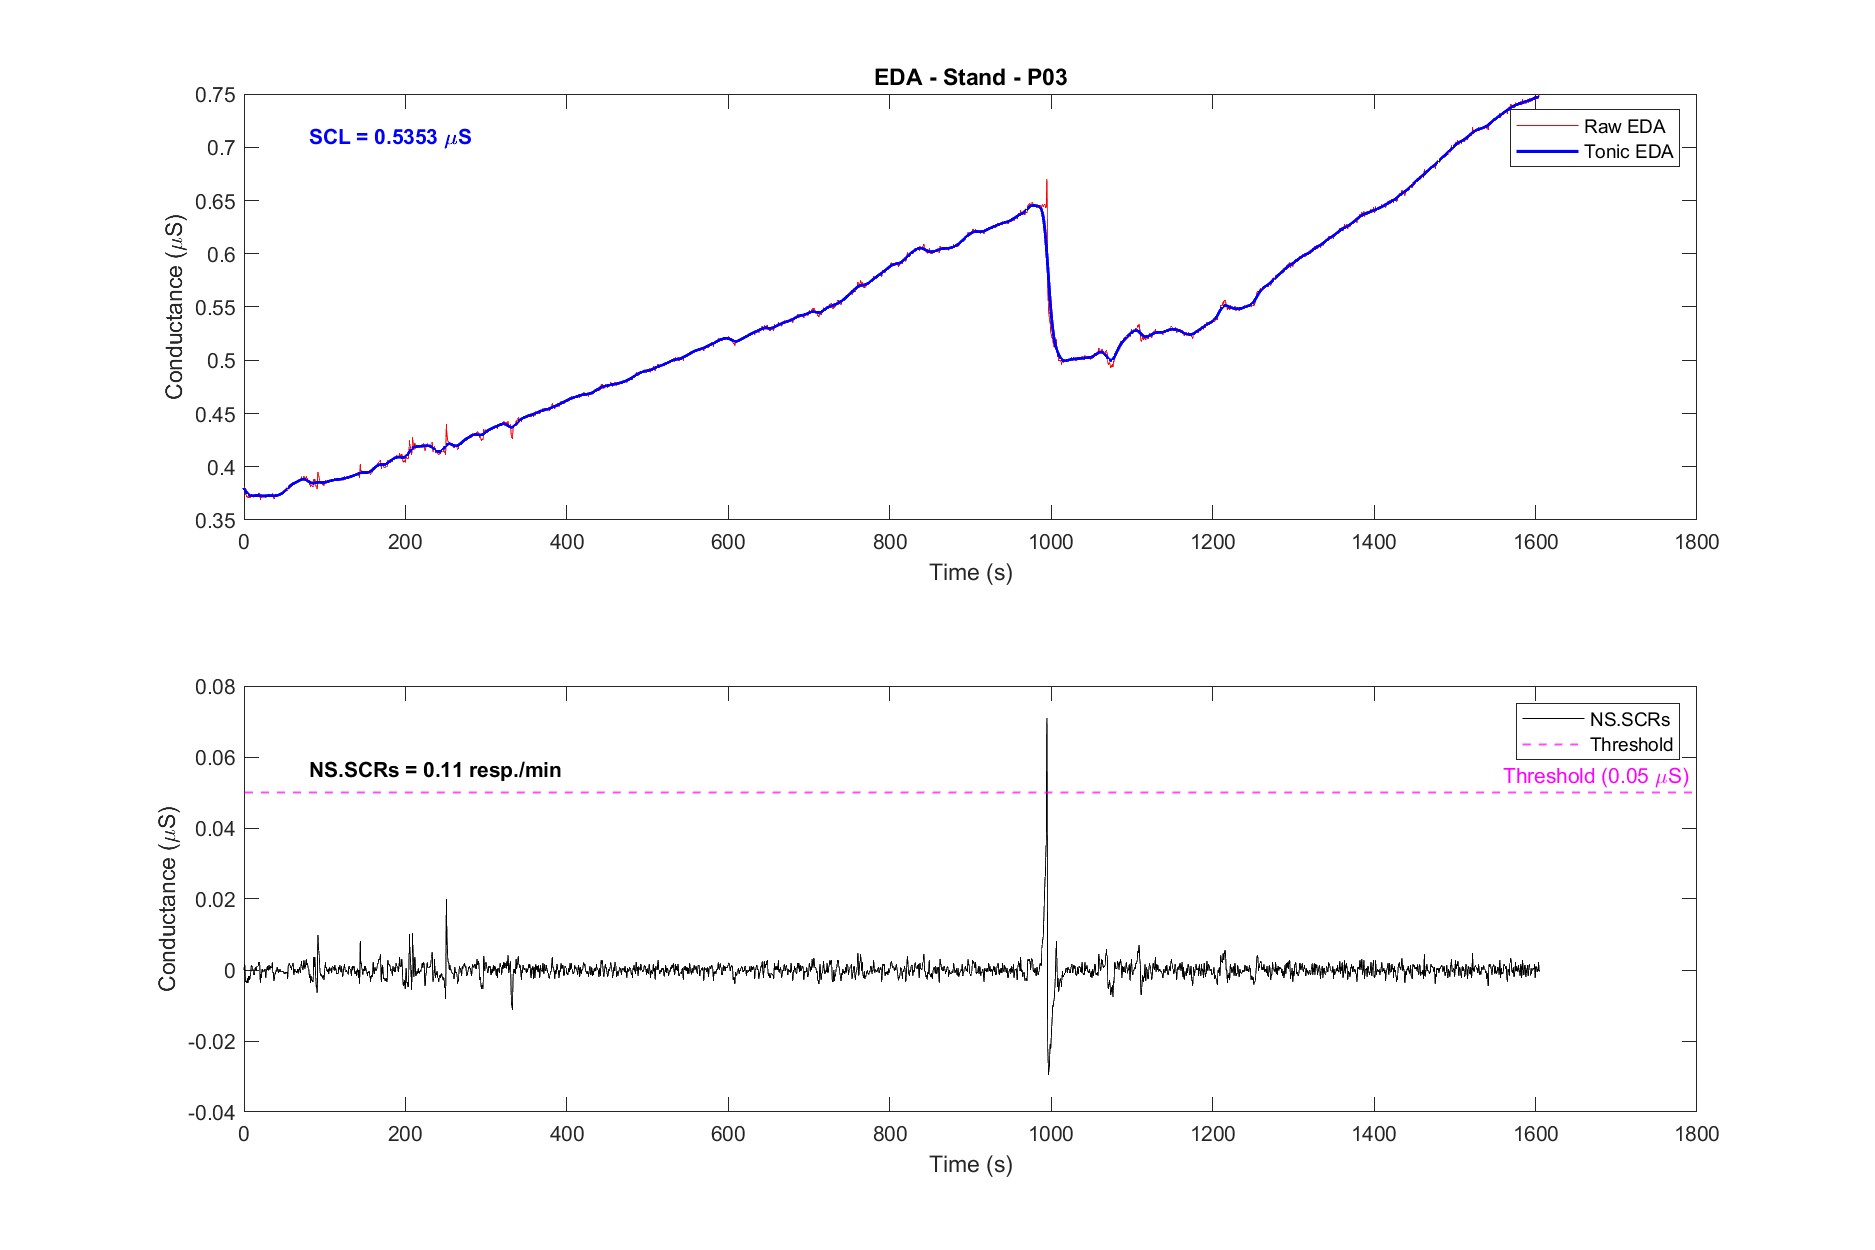 EDA - Stand - P03
0.75
0.7
0.65
0.6
0.55
0.5
0.45
0.4
0.35
Conductance (μS)
SCL = 0.5353 μS
Raw EDA
Tonic EDA
0 200 400 600 800 1000 1200 1400 1600 1800
Time (s)
0.08
0.06
0.04
0.02
0
-0.02
-0.04
Conductance (μS)
NS.SCRs = 0.11 resp./min
NS.SCRs
Threshold
Threshold (0.05 μS)
0 200 400 600 800 1000 1200 1400 1600 1800
Time (s)